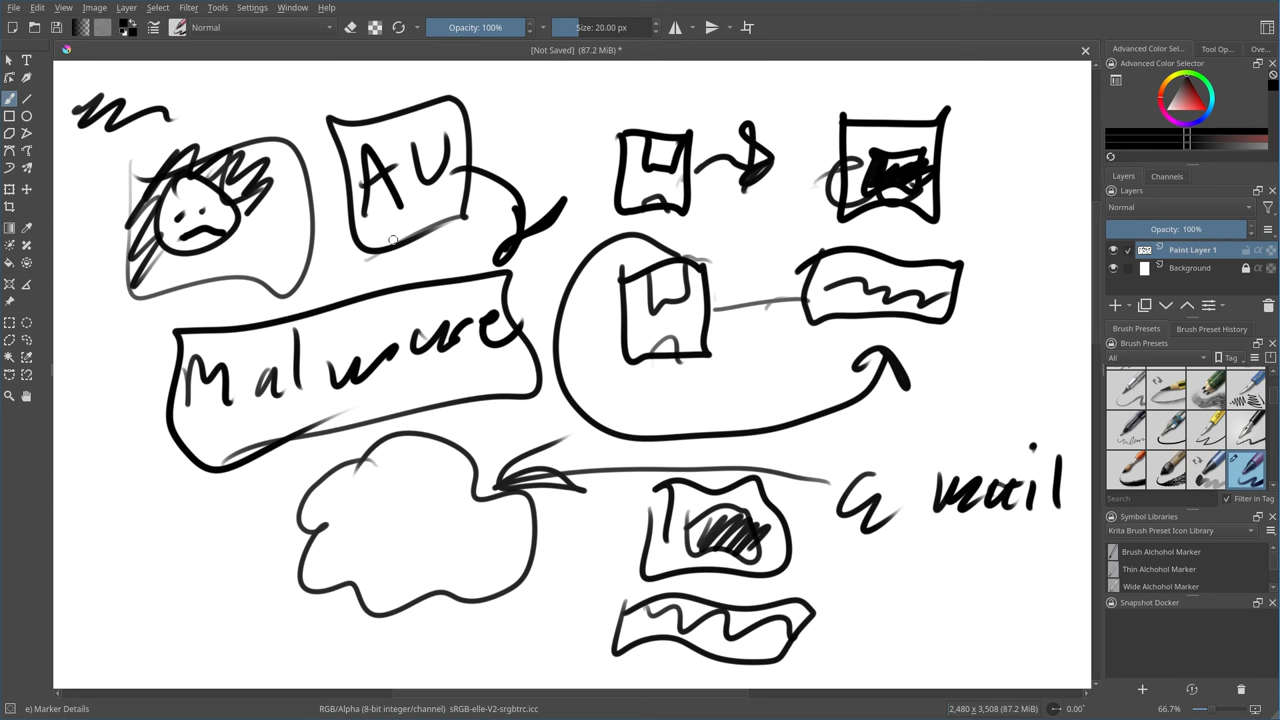 File Edit View Image Layer Select Filter Tools Settings Window Help
Normal
Opacity: 100%
Size: 20.00 px
[Not Saved] (87.2 MiB) *
Advanced Color Sel...
Tool Op...
Ove...
Advanced Color Selector
AU
Malware
e mail
Layers
Channels
Layers
Normal
Opacity: 100%
Paint Layer 1
Background
Brush Presets
Brush Preset History
Brush Presets
All
Tag
Search
Filter in Tag
Symbol Libraries
Krita Brush Preset Icon Library
Brush Alchohol Marker
Thin Alchohol Marker
Wide Alchohol Marker
Snapshot Docker
e) Marker Details
RGB/Alpha (8-bit integer/channel) sRGB-elle-V2-srgbtrc.icc
2,480 x 3,508 (87.2 MiB)
0.00°
66.7%